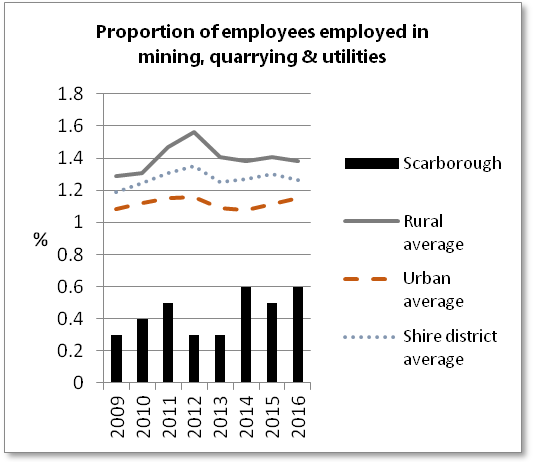 Proportion of employees employed in
mining, quarrying & utilities
1.8
1.6
1.4
1.2
1
0.8
0.6
0.4
0.2
0
%
2009
2010
2011
2012
2013
2014
2015
2016
Scarborough
Rural
average
Urban
average
Shire district
average